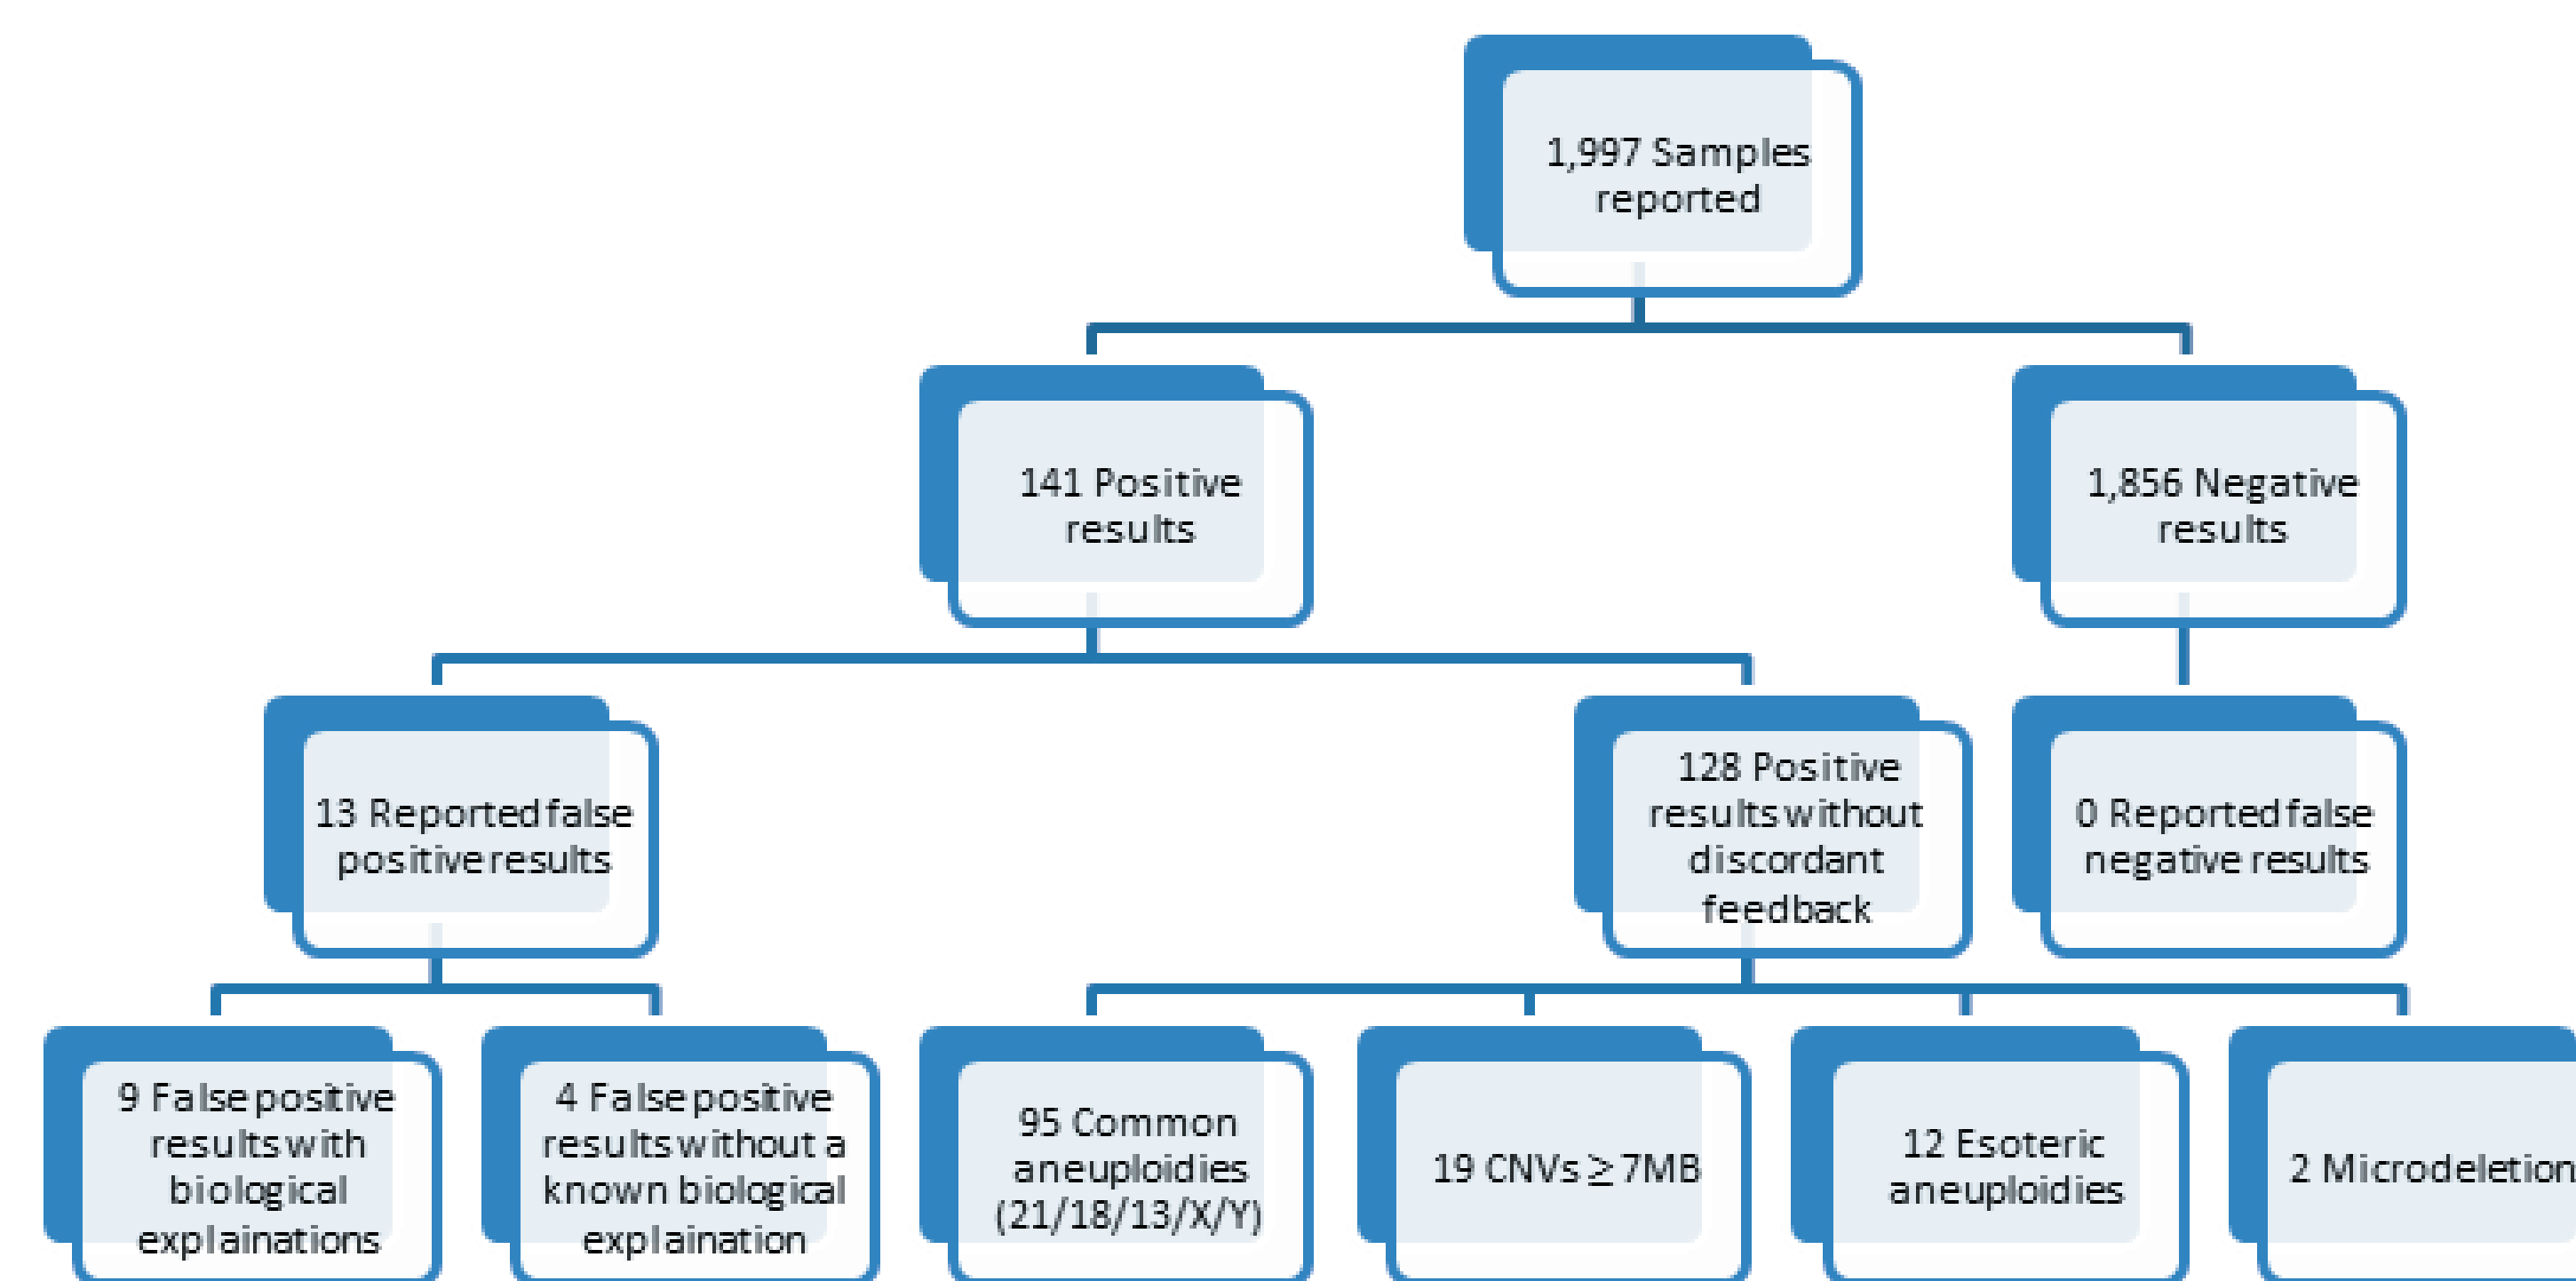 1,997 Samples
reported
141 Positive
results
1,856 Negative
results
13 Reported false
positive results
128 Positive
results without
discordant
feedback
0 Reported false
negative results
9 False positive
results with
biological
explainations
4 False positive
results without a
known biological
explaination
95 Common
aneuploidies
(21/18/13/X/Y)
19 CNVs ≥ 7MB
12 Esoteric
aneuploidies
2 Microdeletion